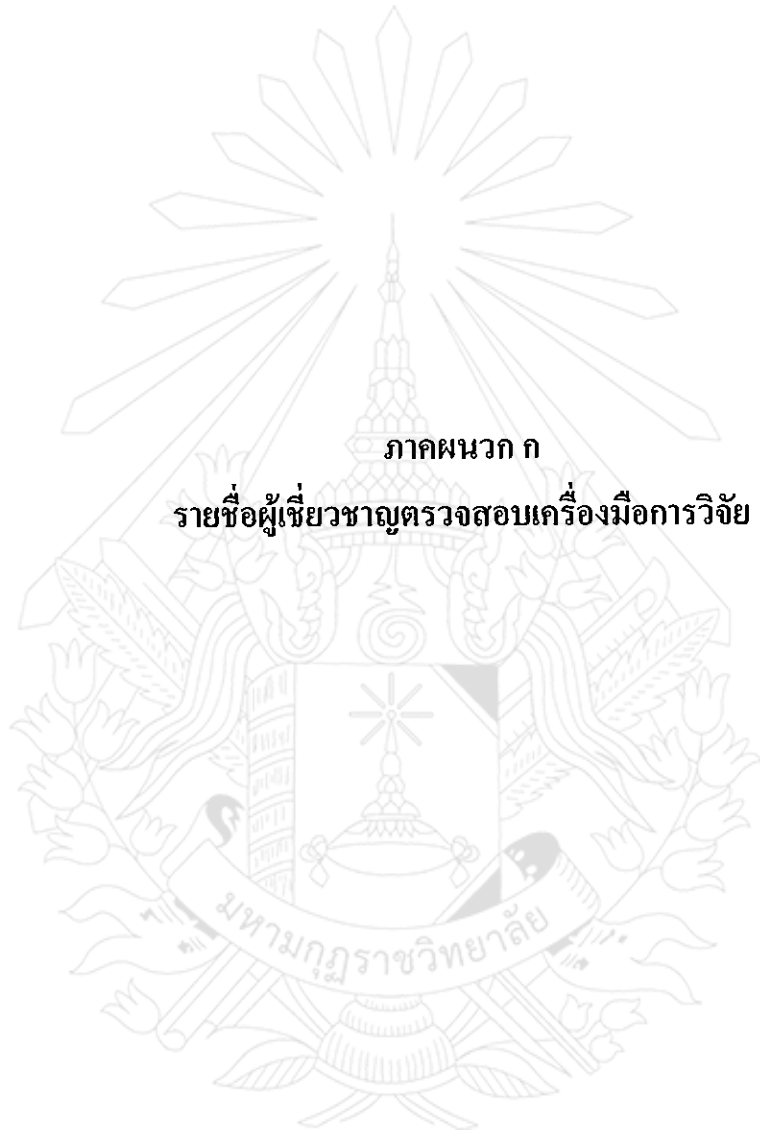 ภาคผนวก ก
รายชื่อผู้เชี่ยวชาญตรวจสอบเครื่องมือการวิจัย
มหามกุฏราชวิทยาลัย